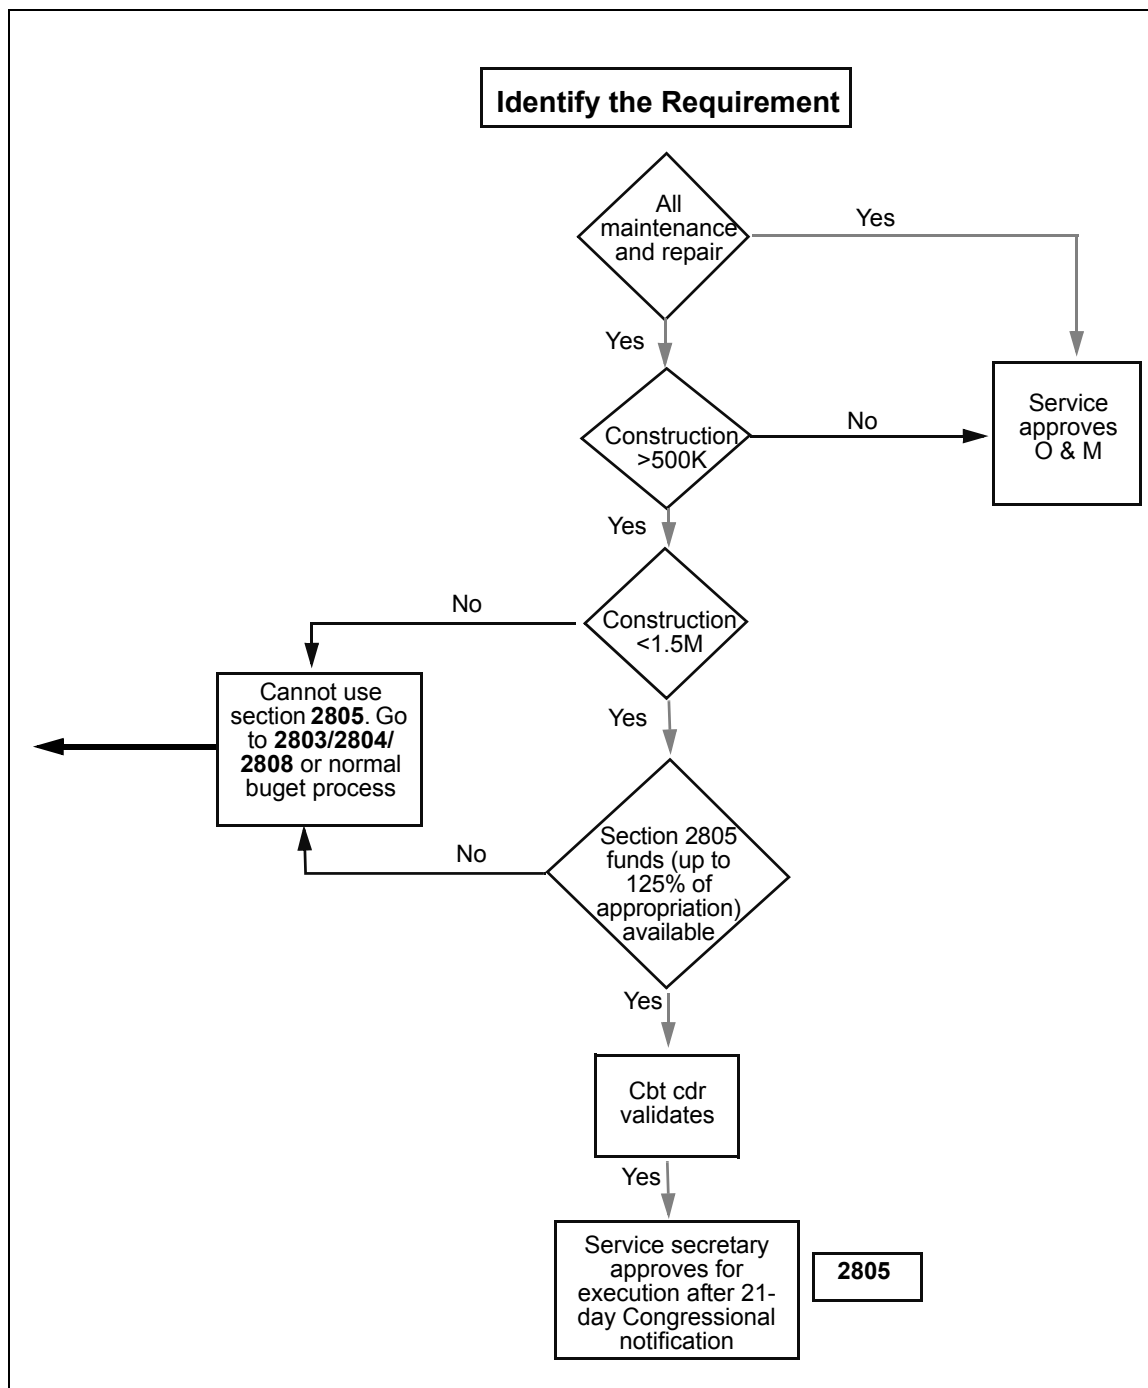 Identify the Requirement
All
maintenance
and repair
Yes
Yes
Construction
>500K
No
Service
approves
O & M
Yes
Construction
<1.5M
No
Cannot use
section 2805. Go
to 2803/2804/
2808 or normal
buget process
Yes
Section 2805
funds (up to
125% of
appropriation)
available
No
Yes
Cbt cdr
validates
Yes
Service secretary
approves for
execution after 21-
day Congressional
notification
2805